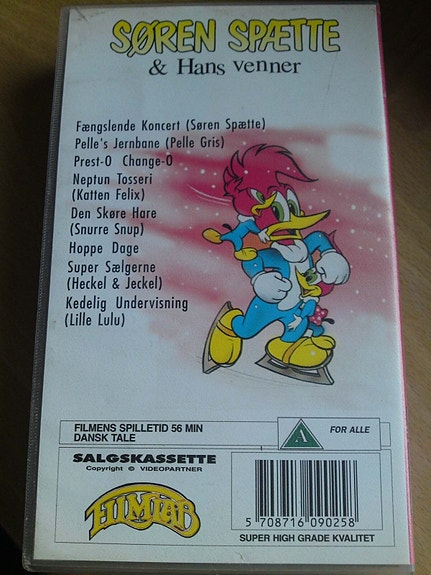 SØREN SPÆTTE
& Hans venner
Fængslende Koncert (Søren Spætte)
Pelle's Jernbane (Pelle Gris)
Prest-O Change-O
Neptun Tosseri
(Katten Felix)
Den Skøre Hare
(Snurre Snup)
Hoppe Dage
Super Sælgerne
(Heckel & Jeckel)
Kedelig Undervisning
(Lille Lulu)
FILMENS SPILLETID 56 MIN
DANSK TALE
A
FOR ALLE
SALGSKASSETTE
Copyright © VIDEOPARTNER
FILMLAB
5 708716 090258
SUPER HIGH GRADE KVALITET